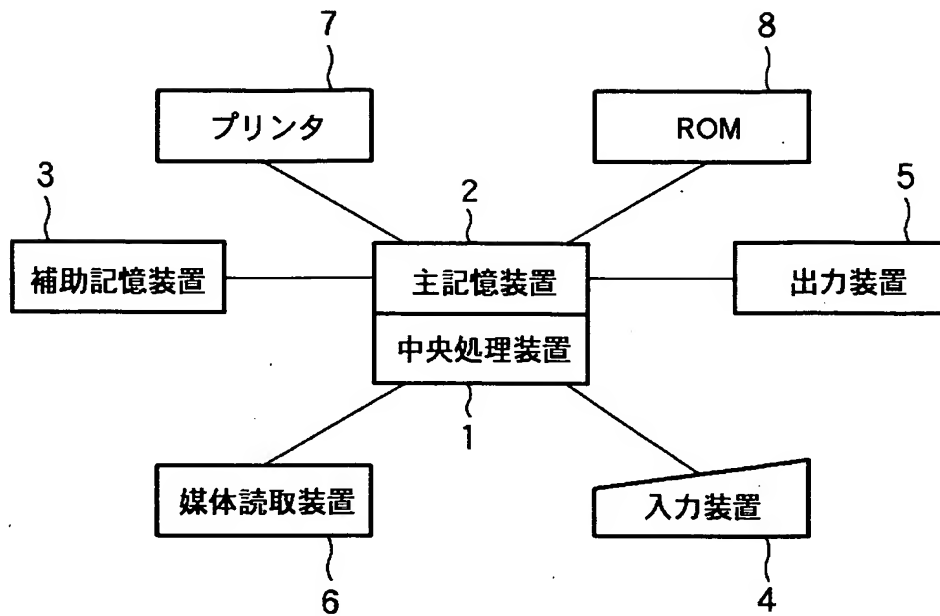 7
8
プリンタ
ROM
3
2
5
補助記憶装置
主記憶装置
出力装置
中央処理装置
1
媒体読取装置
入力装置
6
4